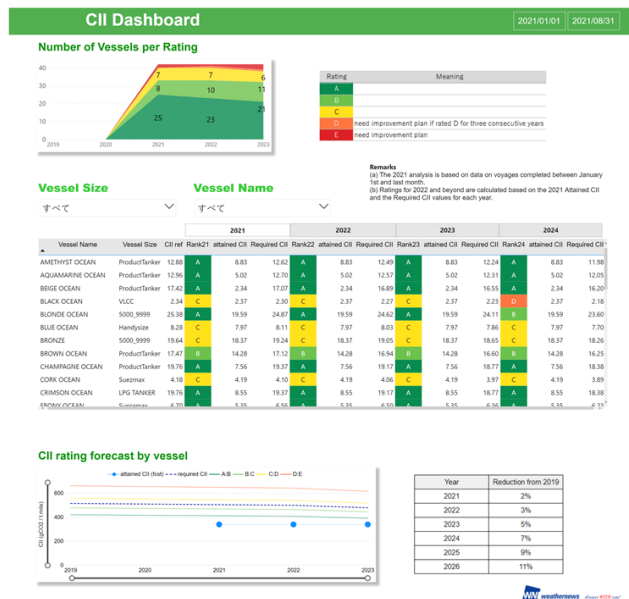 CII Dashboard
2021/01/01 2021/08/31
Number of Vessels per Rating
40
30
20
10
0
7 7 6
8 10 11
25 23 21
2019 2020 2021 2022 2023
Rating Meaning
A
B
C
D need improvement plan if rated D for three consecutive years
E need improvement plan
Remarks
(a) The 2021 analysis is based on data on voyages completed between January
1st and last month.
(b) Ratings for 2022 and beyond are calculated based on the 2021 Attained CII
and the Required CII values for each year.
Vessel Size Vessel Name
すべて すべて
2021 2022 2023 2024
Vessel Name Vessel Size CII ref Rank21 attained CII Required CII Rank22 attained CII Required CII Rank23 attained CII Required CII Rank24 attained CII Required CII
AMETHYST OCEAN ProductTanker 12.88 A 8.83 12.62 A 8.83 12.49 A 8.83 12.24 A 8.83 11.98
AQUAMARINE OCEAN ProductTanker 12.96 A 5.02 12.70 A 5.02 12.57 A 5.02 12.31 A 5.02 12.05
BEIGE OCEAN ProductTanker 17.42 A 2.34 17.07 A 2.34 16.89 A 2.34 16.55 A 2.34 16.20
BLACK OCEAN VLCC 2.34 C 2.37 2.30 C 2.37 2.27 C 2.37 2.23 D 2.37 2.18
BLONDE OCEAN 5000_9999 25.38 A 19.59 24.87 A 19.59 24.62 A 19.59 24.11 B 19.59 23.60
BLUE OCEAN Handysize 8.28 C 7.97 8.11 C 7.97 8.03 C 7.97 7.86 C 7.97 7.70
BRONZE 5000_9999 19.64 C 18.37 19.24 C 18.37 19.05 C 18.37 18.65 C 18.37 18.26
BROWN OCEAN ProductTanker 17.47 B 14.28 17.12 B 14.28 16.94 B 14.28 16.60 B 14.28 16.25
CHAMPAGNE OCEAN ProductTanker 19.76 A 7.56 19.37 A 7.56 19.17 A 7.56 18.77 A 7.56 18.38
CORK OCEAN Suezmax 4.18 C 4.19 4.10 C 4.19 4.06 C 4.19 3.97 C 4.19 3.89
CRIMSON OCEAN LPG TANKER 19.76 A 8.55 19.37 A 8.55 19.17 A 8.55 18.77 A 8.55 18.38
EBONY OCEAN
CII rating forecast by vessel
attained CII (fcst) required CII A:B B:C C:D D:E
CII (gCO2 / t.mile)
600
400
200
0
2019 2020 2021 2022 2023
Year Reduction from 2019
2021 2%
2022 3%
2023 5%
2024 7%
2025 9%
2026 11%
WNI weathernews Always WITH you!